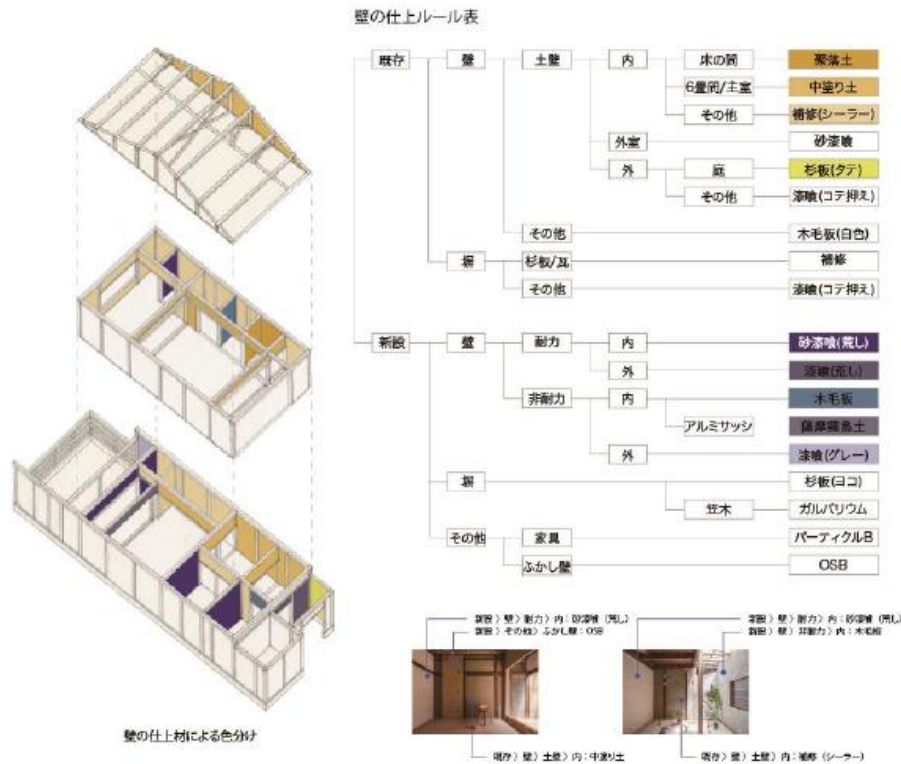 壁の仕上ルール表
既存 壁 土壁 内 床の間 聚落土
6畳間/主室 中塗り土
その他 補修(シーラー)
外室 砂漆喰
外 庭 杉板(タテ)
その他 漆喰(コテ押え)
その他 木毛板(白色)
塀 杉板/瓦 補修
その他 漆喰(コテ押え)
新設 壁 耐力 内 砂漆喰(荒し)
外 漆喰(荒し)
非耐力 内 木毛板
アルミサッシ 薩摩霧島土
外 漆喰(グレー)
塀 杉板(ヨコ)
笠木 ガルバリウム
その他 家具 パーティクルB
ふかし壁 OSB
新設 〉 壁 〉 耐力 〉 内：砂漆喰 (荒し)
新設 〉 その他 〉 ふかし壁：OSB
新設 〉 壁 〉 耐力 〉 内：砂漆喰 (荒し)
新設 〉 壁 〉 非耐力 〉 内：木毛板
既存 〉 壁 〉 土壁 〉 内：中塗り土
既存 〉 壁 〉 土壁 〉 内：補修 (シーラー)
壁の仕上材による色分け